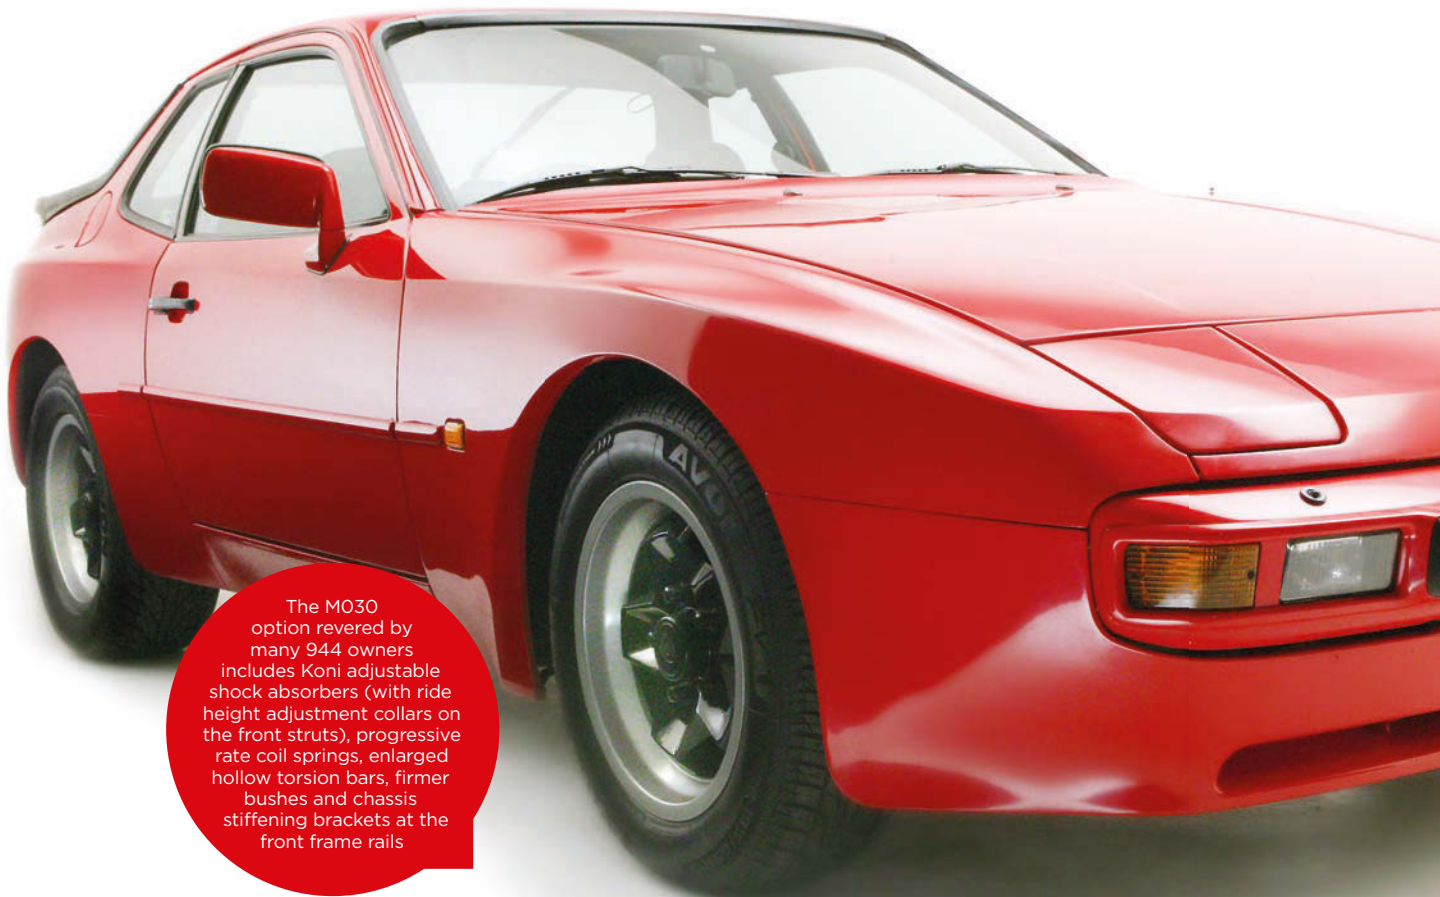 The M030
option revered by
many 944 owners
includes Koni adjustable
shock absorbers (with ride
height adjustment collars on
the front struts), progressive
rate coil springs, enlarged
hollow torsion bars, firmer
bushes and chassis
stiffening brackets at the
front frame rails